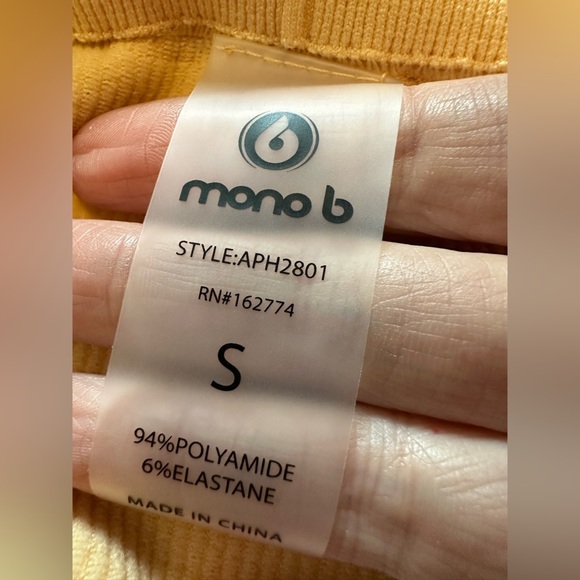 mono b
STYLE:APH2801
RN#162774
S
94%POLYAMIDE
6%ELASTANE
MADE IN CHINA